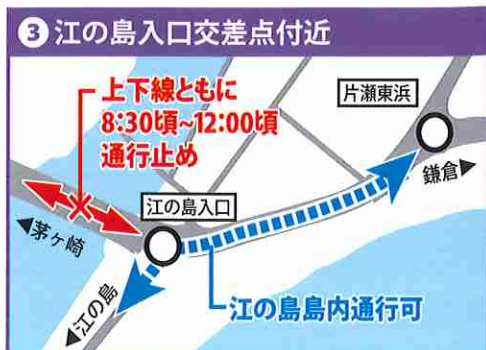 ❸ 江の島入口交差点付近
上下線ともに
8:30頃~12:00頃
通行止め
片瀬東浜
鎌倉▶
江の島入口
◀茅ヶ崎
◀江の島
江の島島内通行可